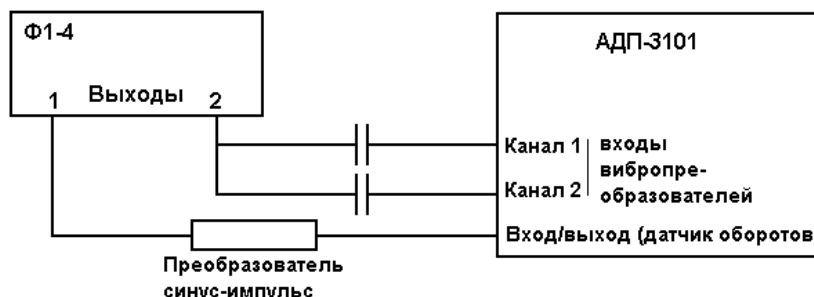 Ф1-4
АДП-3101
1 Выходы 2
Канал 1
Канал 2
входы
вибропре-
образователей
Вход/выход (датчик оборотов
Преобразователь
синус-импульс